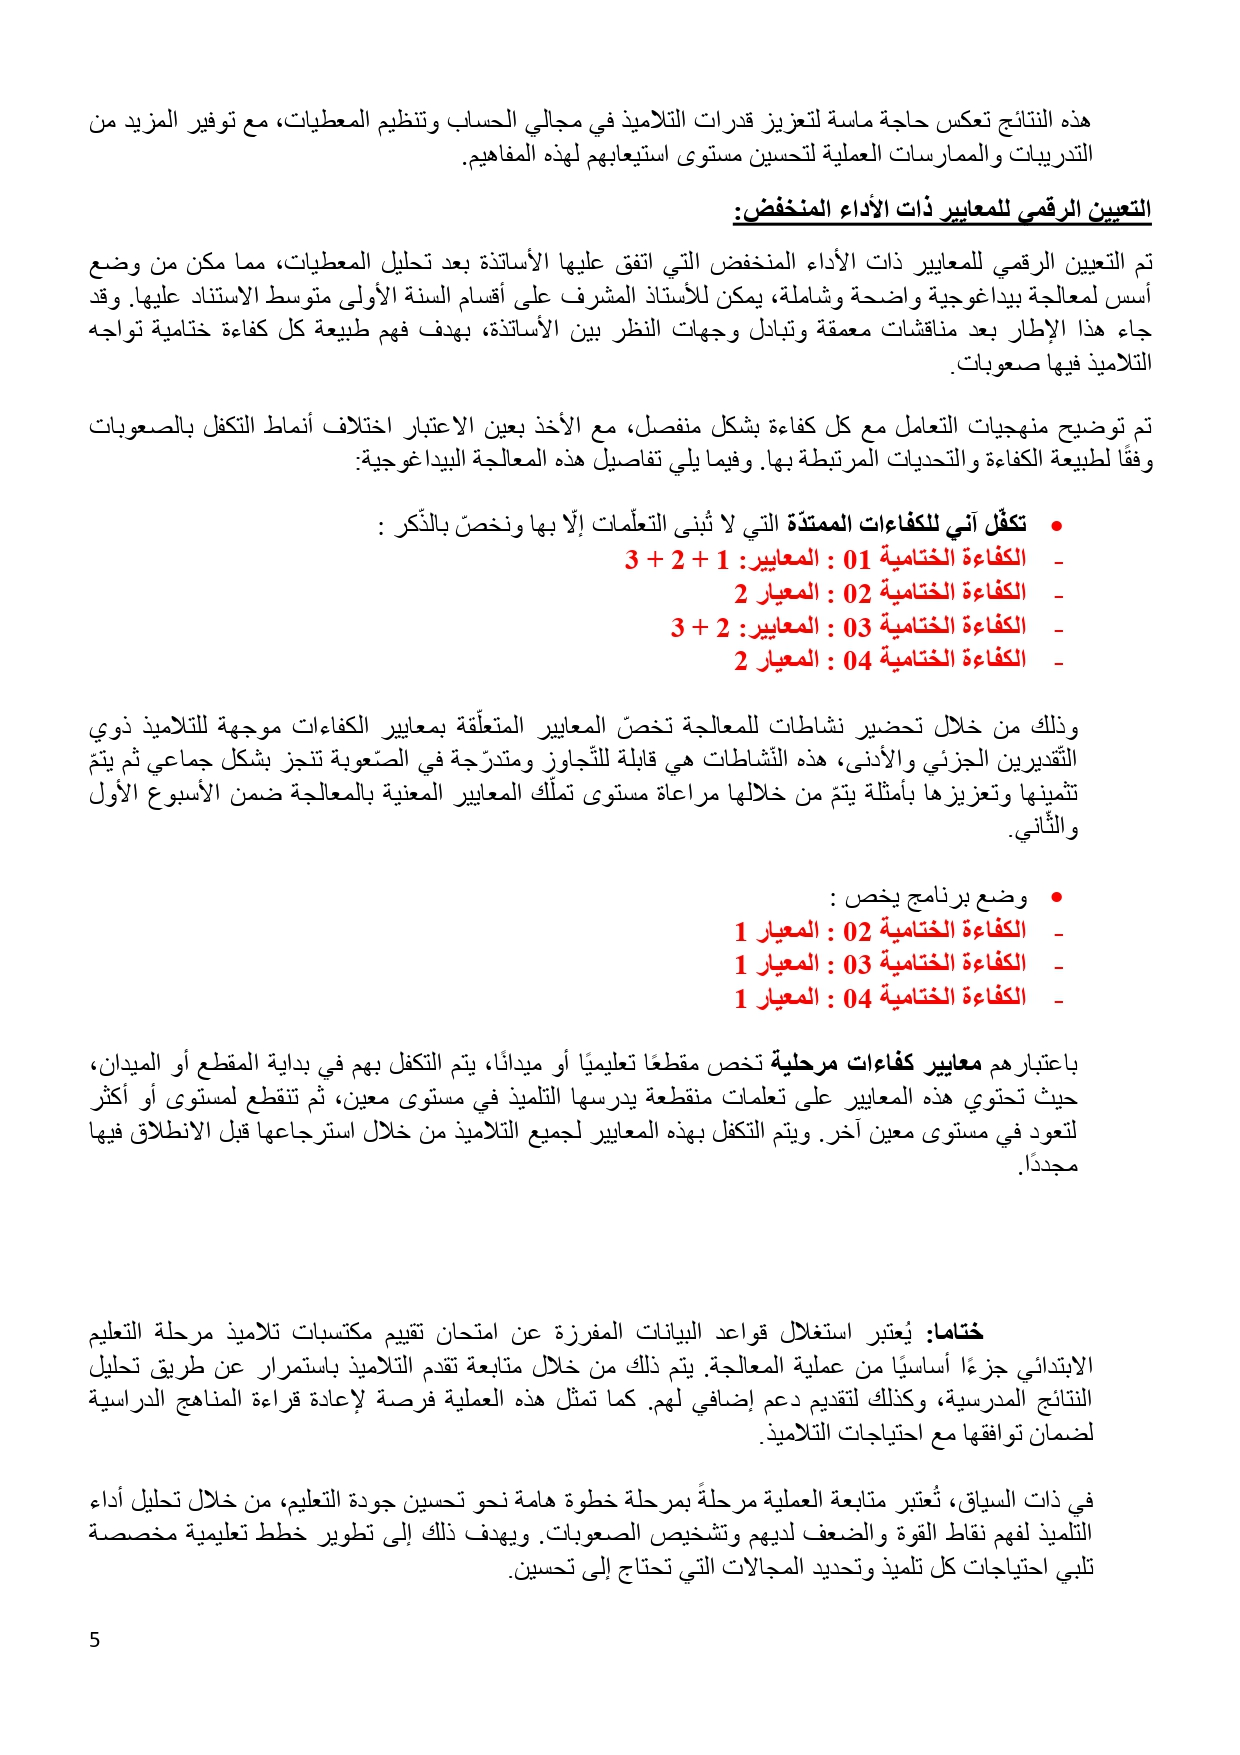 هذه النتائج تعكس حاجة ماسة لتعزيز قدرات التلاميذ في مجالي الحساب وتنظيم المعطيات، مع توفير المزيد من
التدريبات والممارسات العملية لتحسين مستوى استيعابهم لهذه المفاهيم.
التعيين الرقمي للمعايير ذات الأداء المنخفض:
تم التعيين الرقمي للمعايير ذات الأداء المنخفض التي اتفق عليها الأساتذة بعد تحليل المعطيات، مما مكن من وضع
أسس لمعالجة بيداغوجية واضحة وشاملة، يمكن للأستاذ المشرف على أقسام السنة الأولى متوسط الاستناد عليها. وقد
جاء هذا الإطار بعد مناقشات معمقة وتبادل وجهات النظر بين الأساتذة، بهدف فهم طبيعة كل كفاءة ختامية تواجه
التلاميذ فيها صعوبات.
تم توضيح منهجيات التعامل مع كل كفاءة بشكل منفصل، مع الأخذ بعين الاعتبار اختلاف أنماط التكفل بالصعوبات
وفقًا لطبيعة الكفاءة والتحديات المرتبطة بها. وفيما يلي تفاصيل هذه المعالجة البيداغوجية:
• تكفّل آني للكفاءات الممتدّة التي لا تُبنى التعلّمات إلّا بها ونخصّ بالذّكر :
- الكفاءة الختامية 01 : المعايير: 1 + 2 + 3
- الكفاءة الختامية 02 : المعيار 2
- الكفاءة الختامية 03 : المعايير: 2 + 3
- الكفاءة الختامية 04 : المعيار 2
وذلك من خلال تحضير نشاطات للمعالجة تخصّ المعايير المتعلّقة بمعايير الكفاءات موجهة للتلاميذ ذوي
التّقديرين الجزئي والأدنى، هذه النّشاطات هي قابلة للتّجاوز ومتدرّجة في الصّعوبة تنجز بشكل جماعي ثم يتمّ
تثمينها وتعزيزها بأمثلة يتمّ من خلالها مراعاة مستوى تملّك المعايير المعنية بالمعالجة ضمن الأسبوع الأول
والثّاني.
• وضع برنامج يخص :
- الكفاءة الختامية 02 : المعيار 1
- الكفاءة الختامية 03 : المعيار 1
- الكفاءة الختامية 04 : المعيار 1
باعتبارهم معايير كفاءات مرحلية تخص مقطعًا تعليميًا أو ميدانًا، يتم التكفل بهم في بداية المقطع أو الميدان،
حيث تحتوي هذه المعايير على تعلمات منقطعة يدرسها التلميذ في مستوى معين، ثم تنقطع لمستوى أو أكثر
لتعود في مستوى معين آخر. ويتم التكفل بهذه المعايير لجميع التلاميذ من خلال استرجاعها قبل الانطلاق فيها
مجددًا.
ختاما: يُعتبر استغلال قواعد البيانات المفرزة عن امتحان تقييم مكتسبات تلاميذ مرحلة التعليم
الابتدائي جزءًا أساسيًا من عملية المعالجة. يتم ذلك من خلال متابعة تقدم التلاميذ باستمرار عن طريق تحليل
النتائج المدرسية، وكذلك لتقديم دعم إضافي لهم. كما تمثل هذه العملية فرصة لإعادة قراءة المناهج الدراسية
لضمان توافقها مع احتياجات التلاميذ.
في ذات السياق، تُعتبر متابعة العملية مرحلةً بمرحلة خطوة هامة نحو تحسين جودة التعليم، من خلال تحليل أداء
التلميذ لفهم نقاط القوة والضعف لديهم وتشخيص الصعوبات. ويهدف ذلك إلى تطوير خطط تعليمية مخصصة
تلبي احتياجات كل تلميذ وتحديد المجالات التي تحتاج إلى تحسين.
5